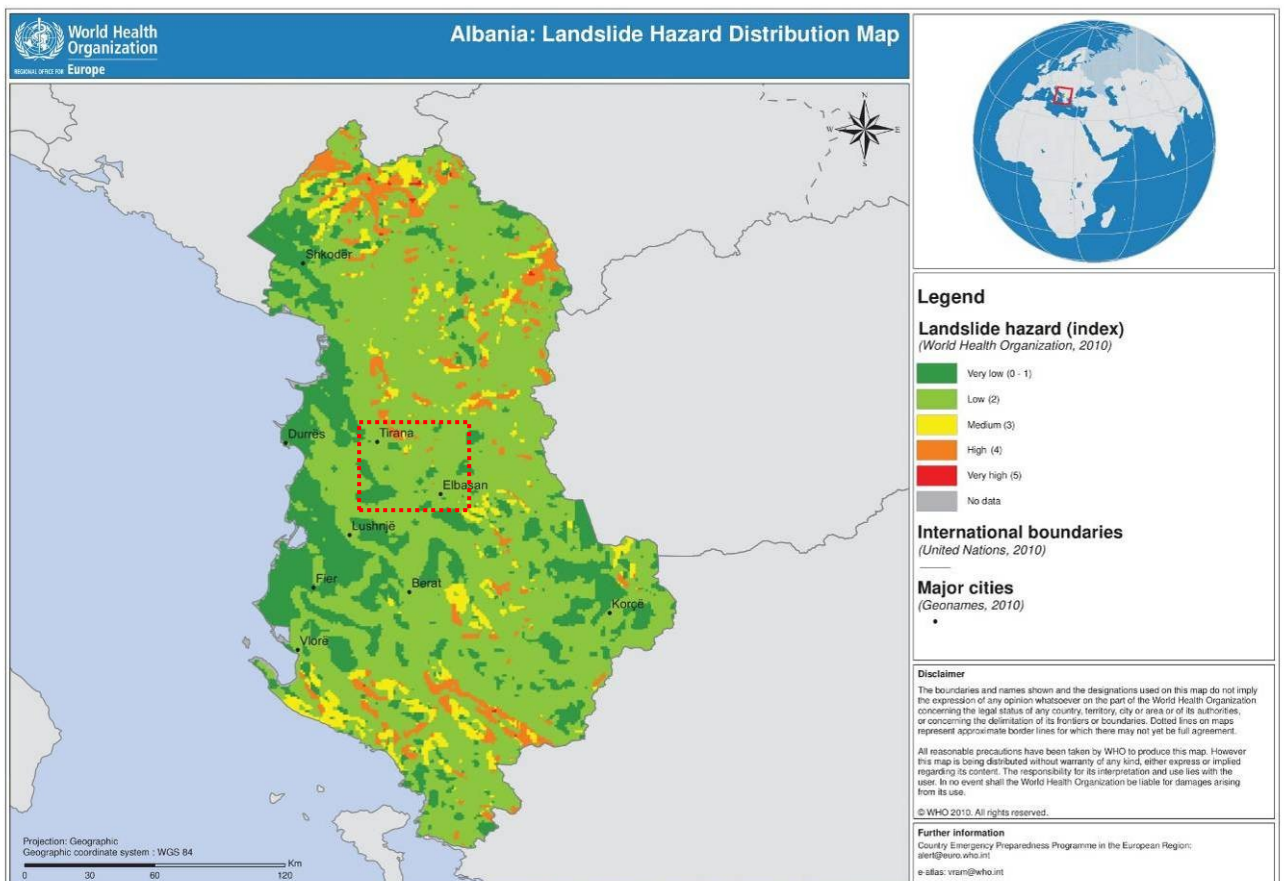 World Health
Organization
REGIONAL OFFICE FOR Europe
Albania: Landslide Hazard Distribution Map
N
W
E
S
Shkodër
Tirana
Durrës
Elbasan
Lushnjë
Fier
Berat
Korçë
Vlorë
Projection: Geographic
Geographic coordinate system : WGS 84
Km
0 30 60 120
Legend
Landslide hazard (index)
(World Health Organization, 2010)
Very low (0 - 1)
Low (2)
Medium (3)
High (4)
Very high (5)
No data
International boundaries
(United Nations, 2010)
Major cities
(Geonames, 2010)
Disclaimer
The boundaries and names shown and the designations used on this map do not imply
the expression of any opinion whatsoever on the part of the World Health Organization
concerning the legal status of any country, territory, city or area or of its authorities,
or concerning the delimitation of its frontiers or boundaries. Dotted lines on maps
represent approximate border lines for which there may not yet be full agreement.
All reasonable precautions have been taken by WHO to produce this map. However
this map is being distributed without warranty of any kind, either express or implied
regarding its content. The responsibility for its interpretation and use lies with the
user. In no event shall the World Health Organization be liable for damages arising
from its use.
© WHO 2010. All rights reserved.
Further information
Country Emergency Preparedness Programme in the European Region:
alert@euro.who.int
e-atlas: vram@who.int